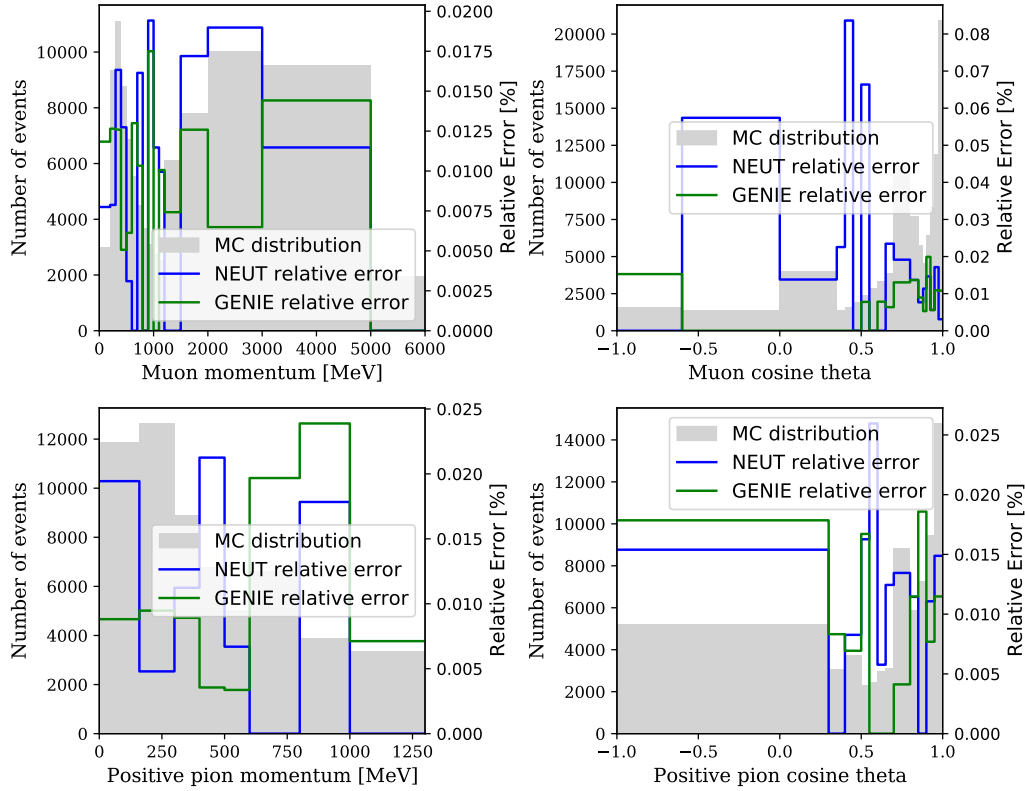 Number of events
10000
8000
6000
4000
2000
0
0 1000 2000 3000 4000 5000 6000
Muon momentum [MeV]
0.0200
0.0175
0.0150
0.0125
0.0100
0.0075
0.0050
0.0025
0.0000
Relative Error [%]
MC distribution
NEUT relative error
GENIE relative error
Number of events
20000
17500
15000
12500
10000
7500
5000
2500
0
−1.0 −0.5 0.0 0.5 1.0
Muon cosine theta
0.08
0.07
0.06
0.05
0.04
0.03
0.02
0.01
0.00
Relative Error [%]
MC distribution
NEUT relative error
GENIE relative error
Number of events
12000
10000
8000
6000
4000
2000
0
0 250 500 750 1000 1250
Positive pion momentum [MeV]
0.025
0.020
0.015
0.010
0.005
0.000
Relative Error [%]
MC distribution
NEUT relative error
GENIE relative error
Number of events
14000
12000
10000
8000
6000
4000
2000
0
−1.0 −0.5 0.0 0.5 1.0
Positive pion cosine theta
0.025
0.020
0.015
0.010
0.005
0.000
Relative Error [%]
MC distribution
NEUT relative error
GENIE relative error